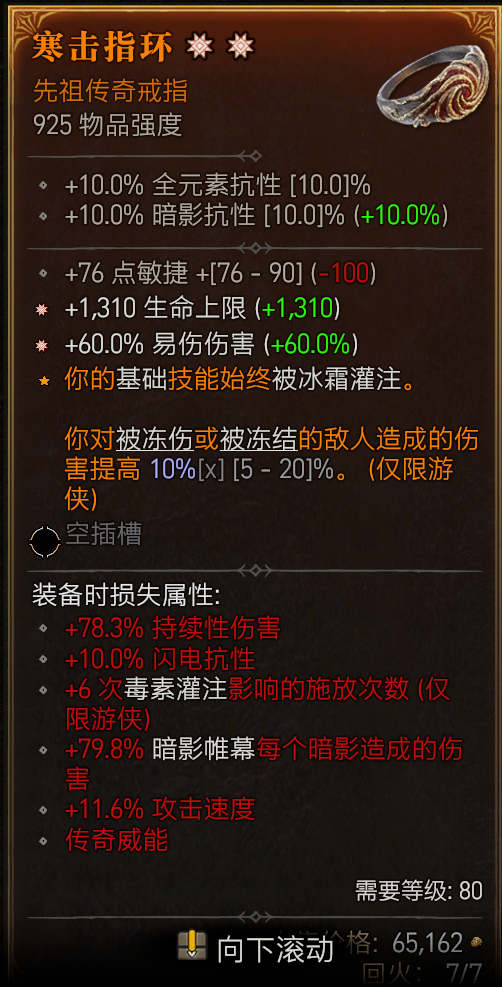 寒击指环
先祖传奇戒指
925 物品强度
+10.0% 全元素抗性 [10.0]%
+10.0% 暗影抗性 [10.0]% (+10.0%)
+76 点敏捷 +[76 - 90] (-100)
+1,310 生命上限 (+1,310)
+60.0% 易伤伤害 (+60.0%)
你的基础技能始终被冰霜灌注。
你对被冻伤或被冻结的敌人造成的伤
害提高 10%[x] [5 - 20]%。 (仅限游
侠)
空插槽
装备时损失属性:
+78.3% 持续性伤害
+10.0% 闪电抗性
+6 次毒素灌注影响的施放次数 (仅
限游侠)
+79.8% 暗影帷幕每个暗影造成的伤
害
+11.6% 攻击速度
传奇威能
需要等级: 80
价格: 65,162
向下滚动
回火: 7/7